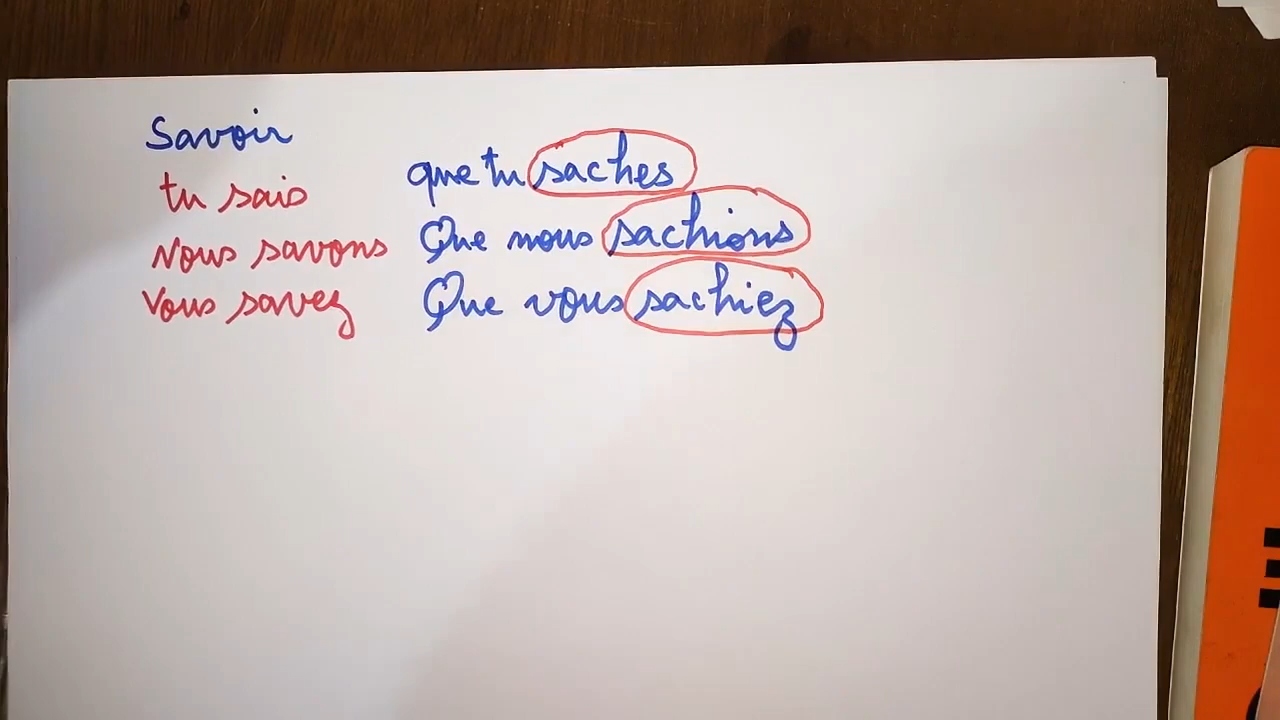 Savoir
tu sais
que tu saches
Nous savons
Que nous sachions
Vous savez
Que vous sachiez